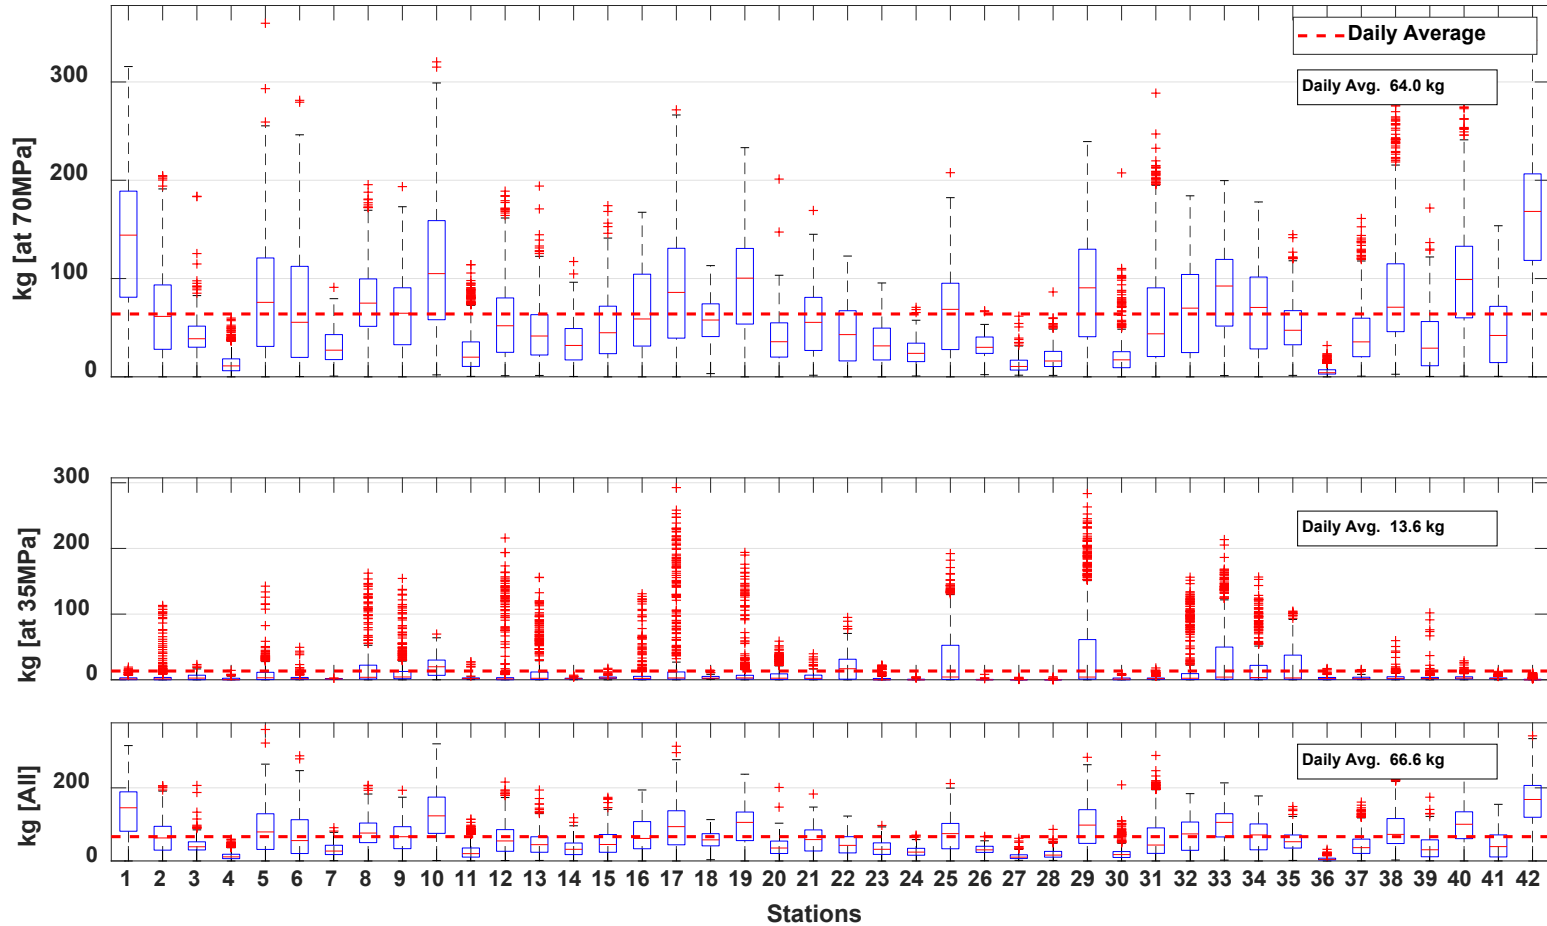 Daily Average
Daily Avg. 64.0 kg
kg [at 70MPa]
300
200
100
0
Daily Avg. 13.6 kg
kg [at 35MPa]
300
200
100
0
Daily Avg. 66.6 kg
kg [All]
200
0
1 2 3 4 5 6 7 8 9 10 11 12 13 14 15 16 17 18 19 20 21 22 23 24 25 26 27 28 29 30 31 32 33 34 35 36 37 38 39 40 41 42
Stations